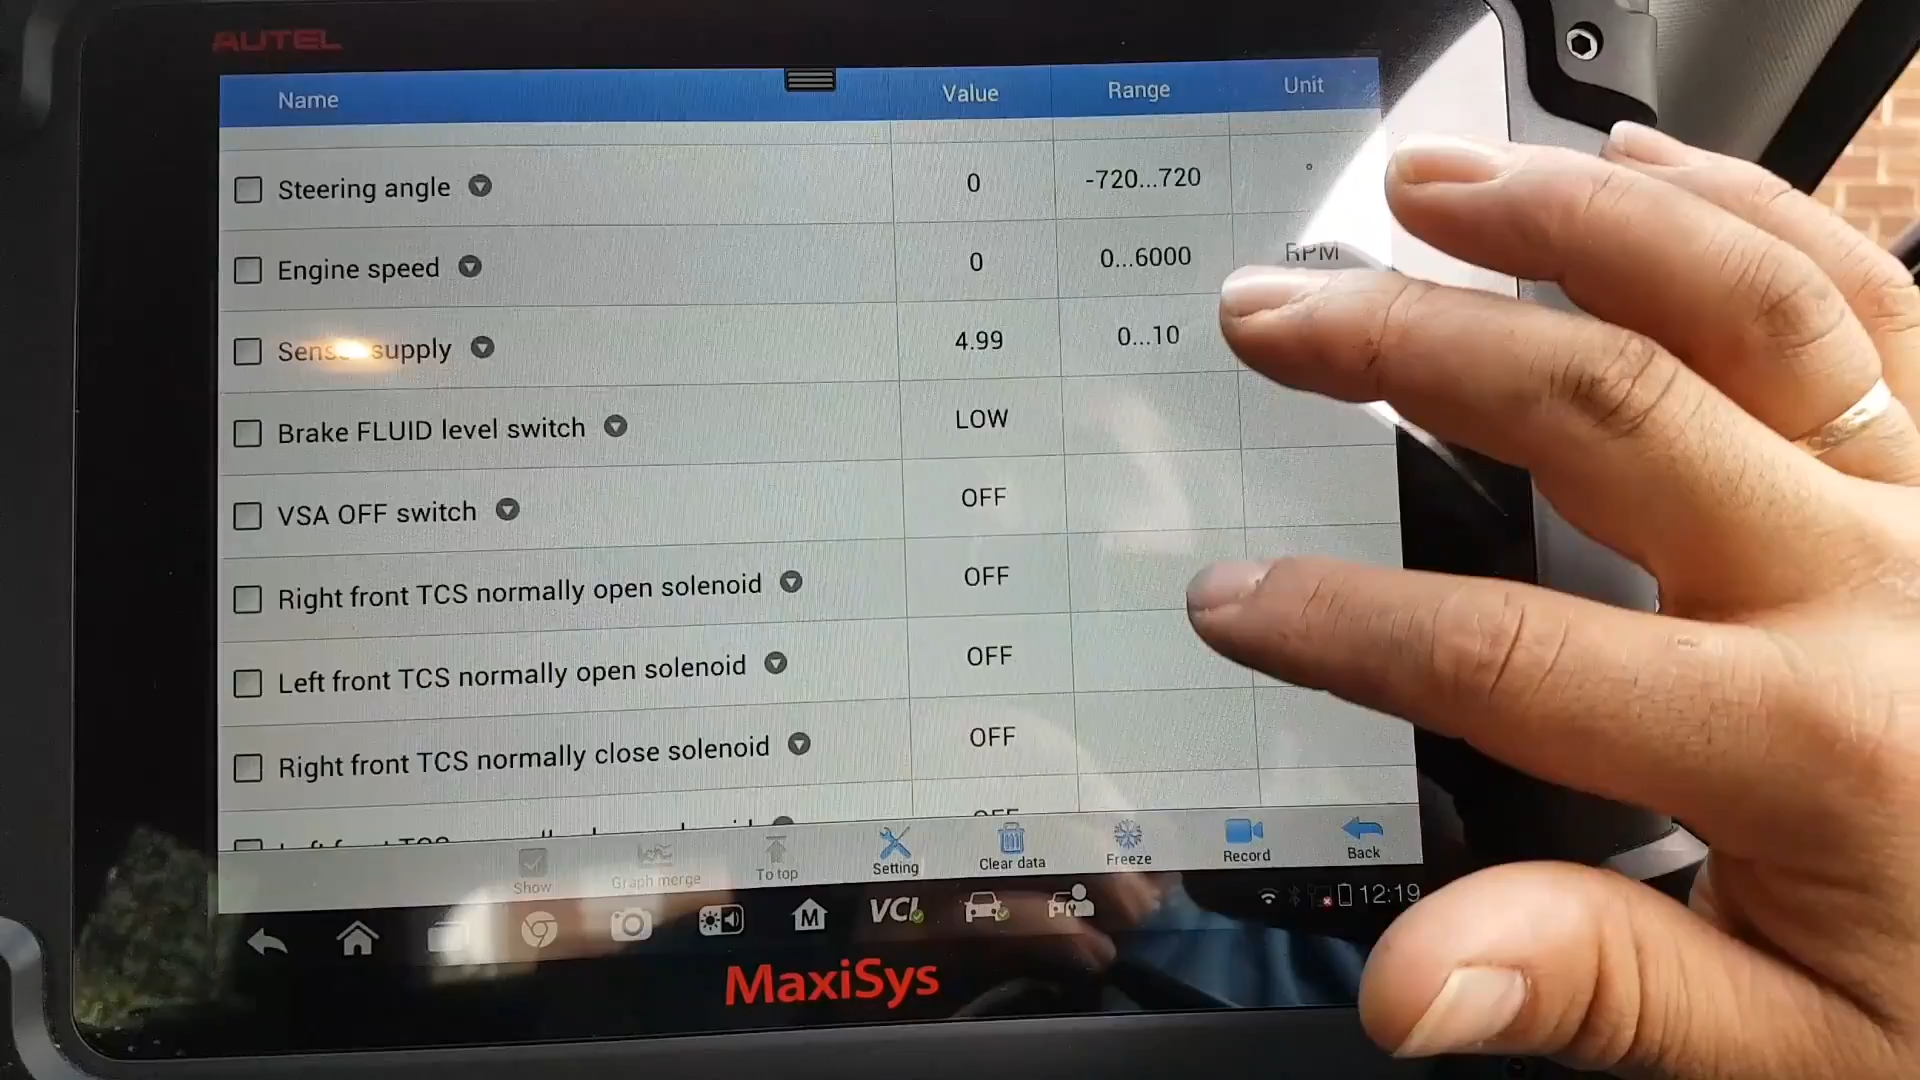 AUTEL
Name Value Range Unit
Steering angle 0 -720...720 °
Engine speed 0 0...6000 RPM
supply 4.99 0...10
Brake FLUID level switch LOW
VSA OFF switch OFF
Right front TCS normally open solenoid OFF
Left front TCS normally open solenoid OFF
Right front TCS normally close solenoid OFF
Show Graph merge To top Setting Clear data Freeze Record Back
M VCI 12:19
MaxiSys